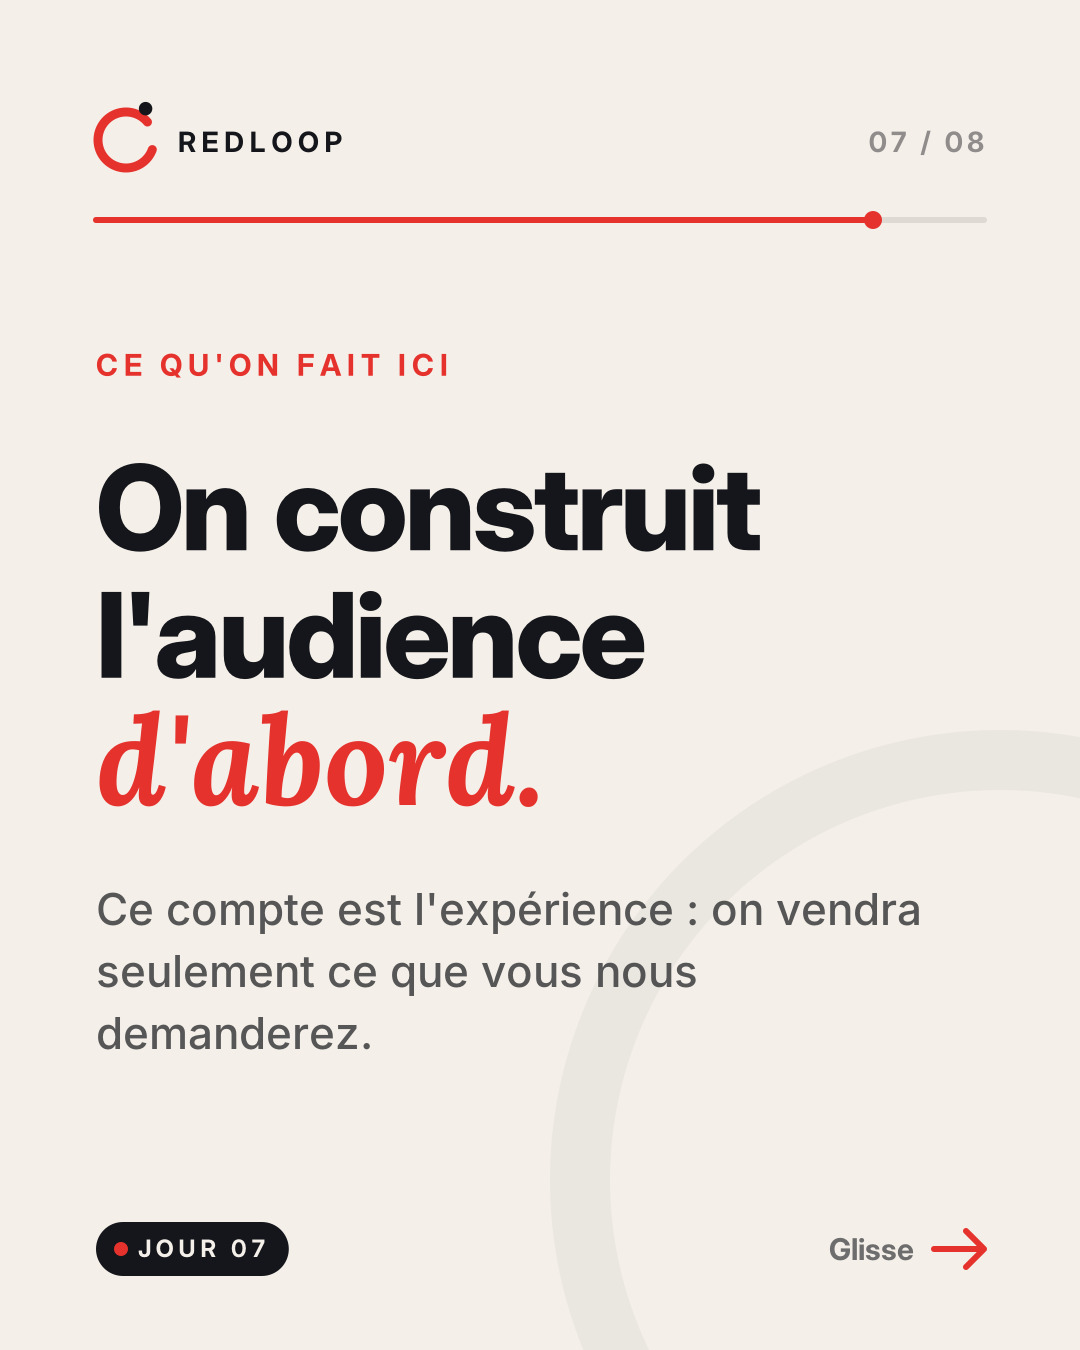 REDLOOP
07 / 08
CE QU'ON FAIT ICI
On construit
l'audience
d'abord.
Ce compte est l'expérience : on vendra
seulement ce que vous nous
demanderez.
JOUR 07
Glisse